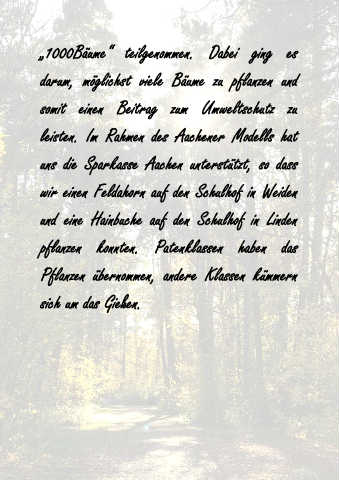 „1000Bäume“ teilgenommen. Dabei ging es
darum, möglichst viele Bäume zu pflanzen und
somit einen Beitrag zum Umweltschutz zu
leisten. Im Rahmen des Aachener Modells hat
uns die Sparkasse Aachen unterstützt, so dass
wir einen Feldahorn auf den Schulhof in Weiden
und eine Hainbuche auf den Schulhof in Linden
pflanzen konnten. Patenklassen haben das
Pflanzen übernommen, andere Klassen kümmern
sich um das Gießen.